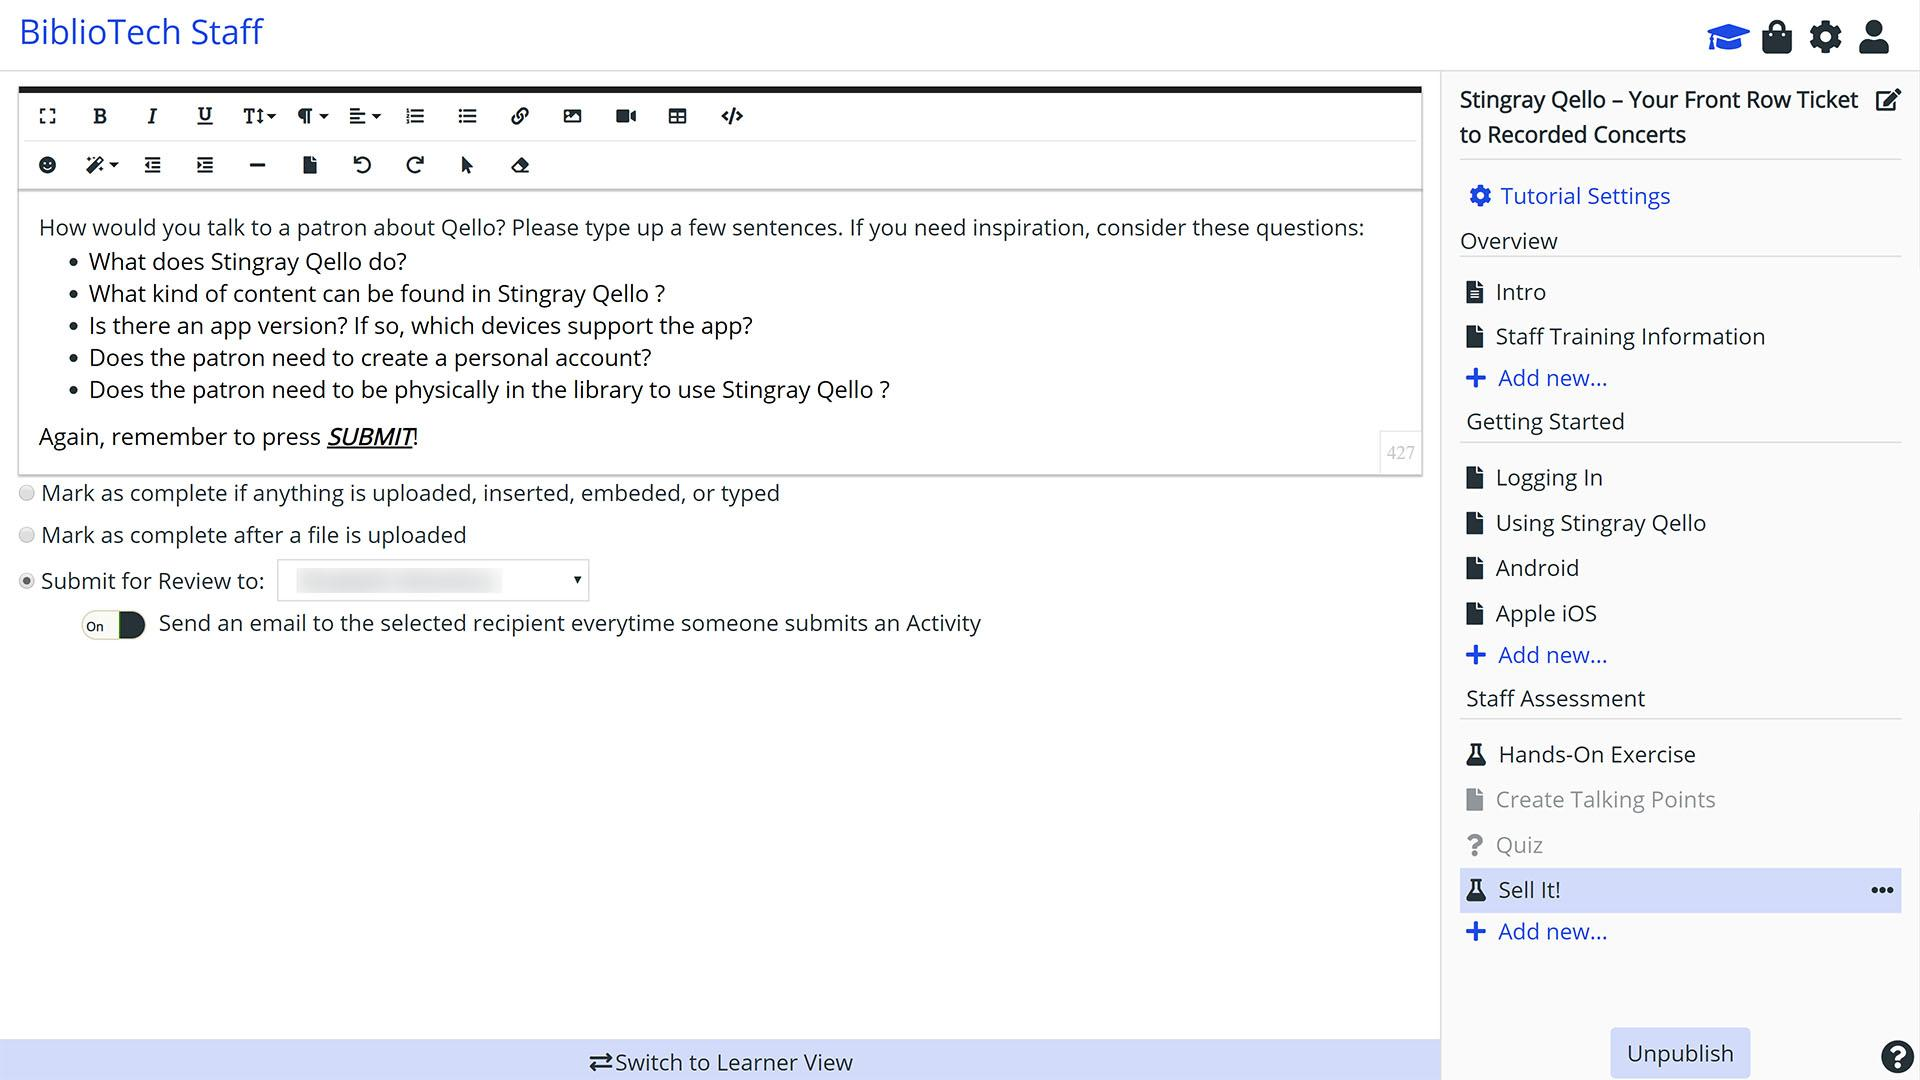 BiblioTech Staff
How would you talk to a patron about Qello? Please type up a few sentences. If you need inspiration, consider these questions:
What does Stingray Qello do?
What kind of content can be found in Stingray Qello ?
Is there an app version? If so, which devices support the app?
Does the patron need to create a personal account?
Does the patron need to be physically in the library to use Stingray Qello ?
Again, remember to press SUBMIT!
427
Mark as complete if anything is uploaded, inserted, embeded, or typed
Mark as complete after a file is uploaded
Submit for Review to:
On
Send an email to the selected recipient everytime someone submits an Activity
Switch to Learner View
Stingray Qello – Your Front Row Ticket
to Recorded Concerts
Tutorial Settings
Overview
Intro
Staff Training Information
Add new...
Getting Started
Logging In
Using Stingray Qello
Android
Apple iOS
Add new...
Staff Assessment
Hands-On Exercise
Create Talking Points
Quiz
Sell It!
Add new...
Unpublish